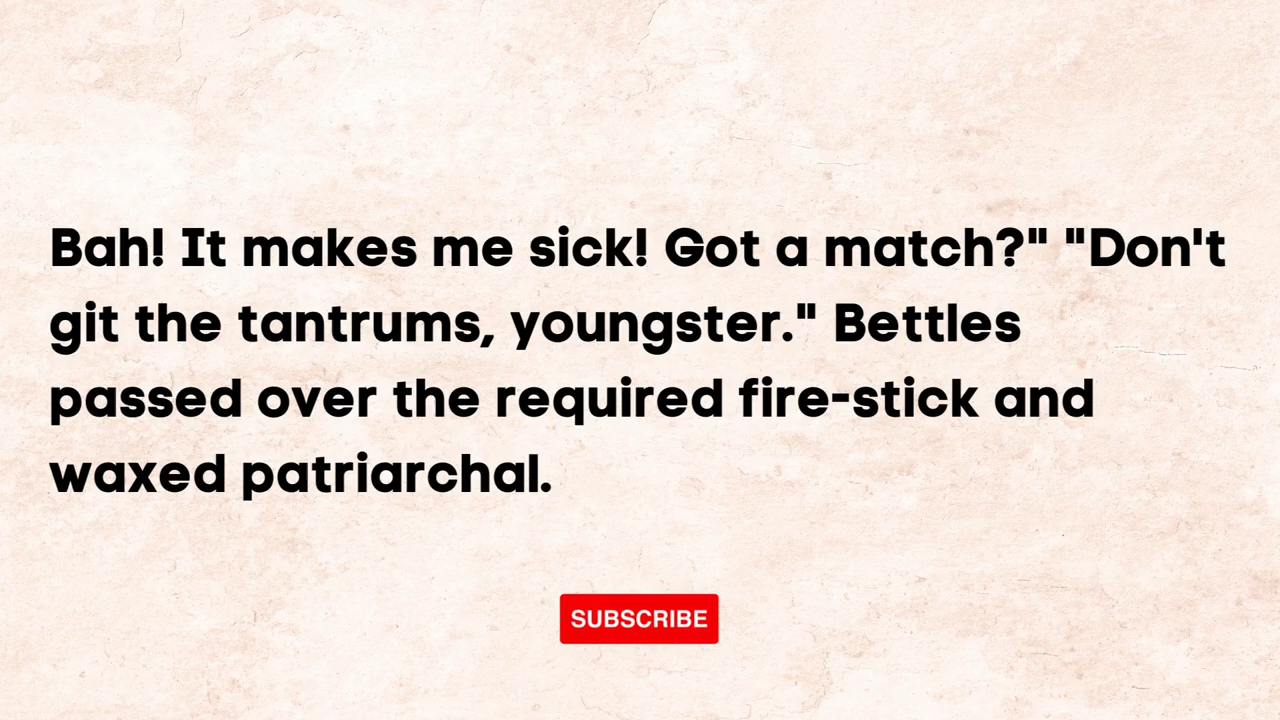 Bah! It makes me sick! Got a match?" "Don't
git the tantrums, youngster." Bettles
passed over the required fire-stick and
waxed patriarchal.
SUBSCRIBE